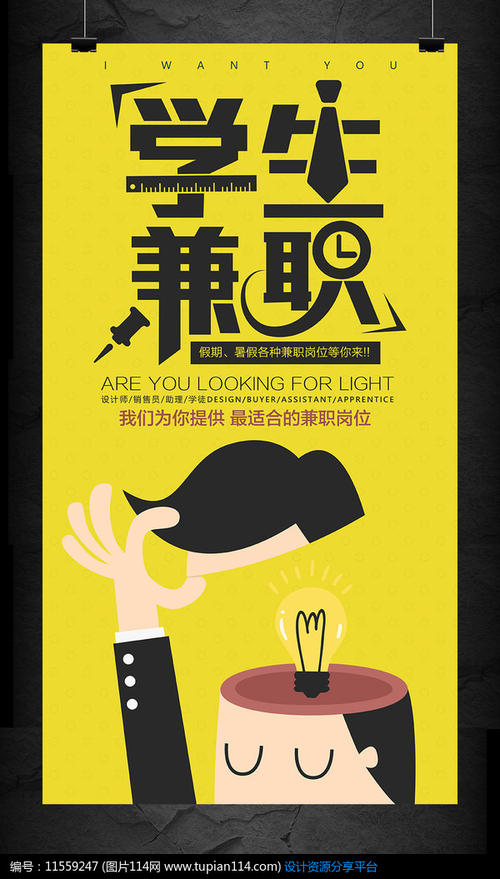 I WANT YOU
学生
兼职
假期、暑假各种兼职岗位等你来!!
ARE YOU LOOKING FOR LIGHT
设计师/销售员/助理/学徒DESIGN/BUYER/ASSISTANT/APPRENTICE
我们为你提供 最适合的兼职岗位
编号：11559247 (图片114网 www.tupian114.com) 设计资源分享平台